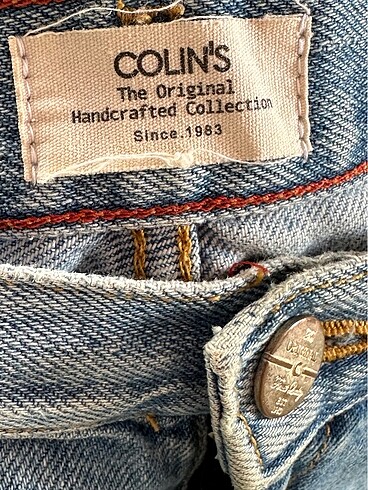 COLIN'S
The Original
Handcrafted Collection
Since.1983